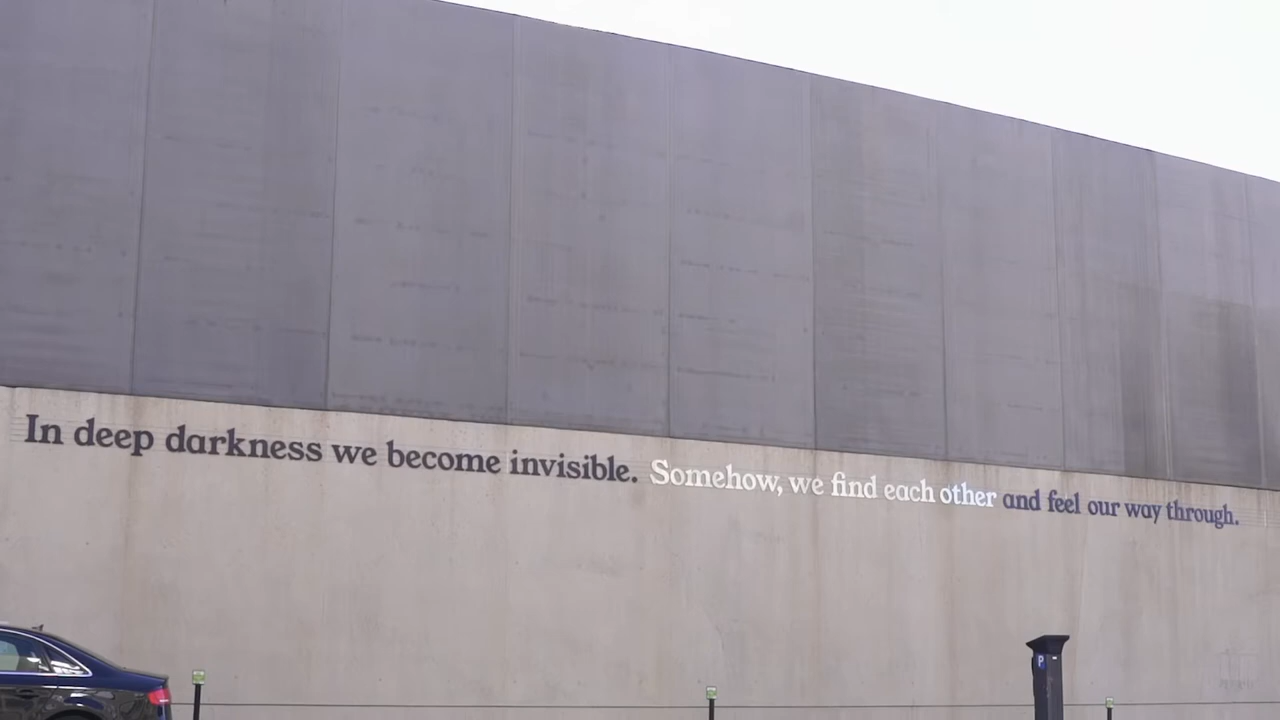 In deep darkness we become invisible. Somehow, we find each other and feel our way through.
P